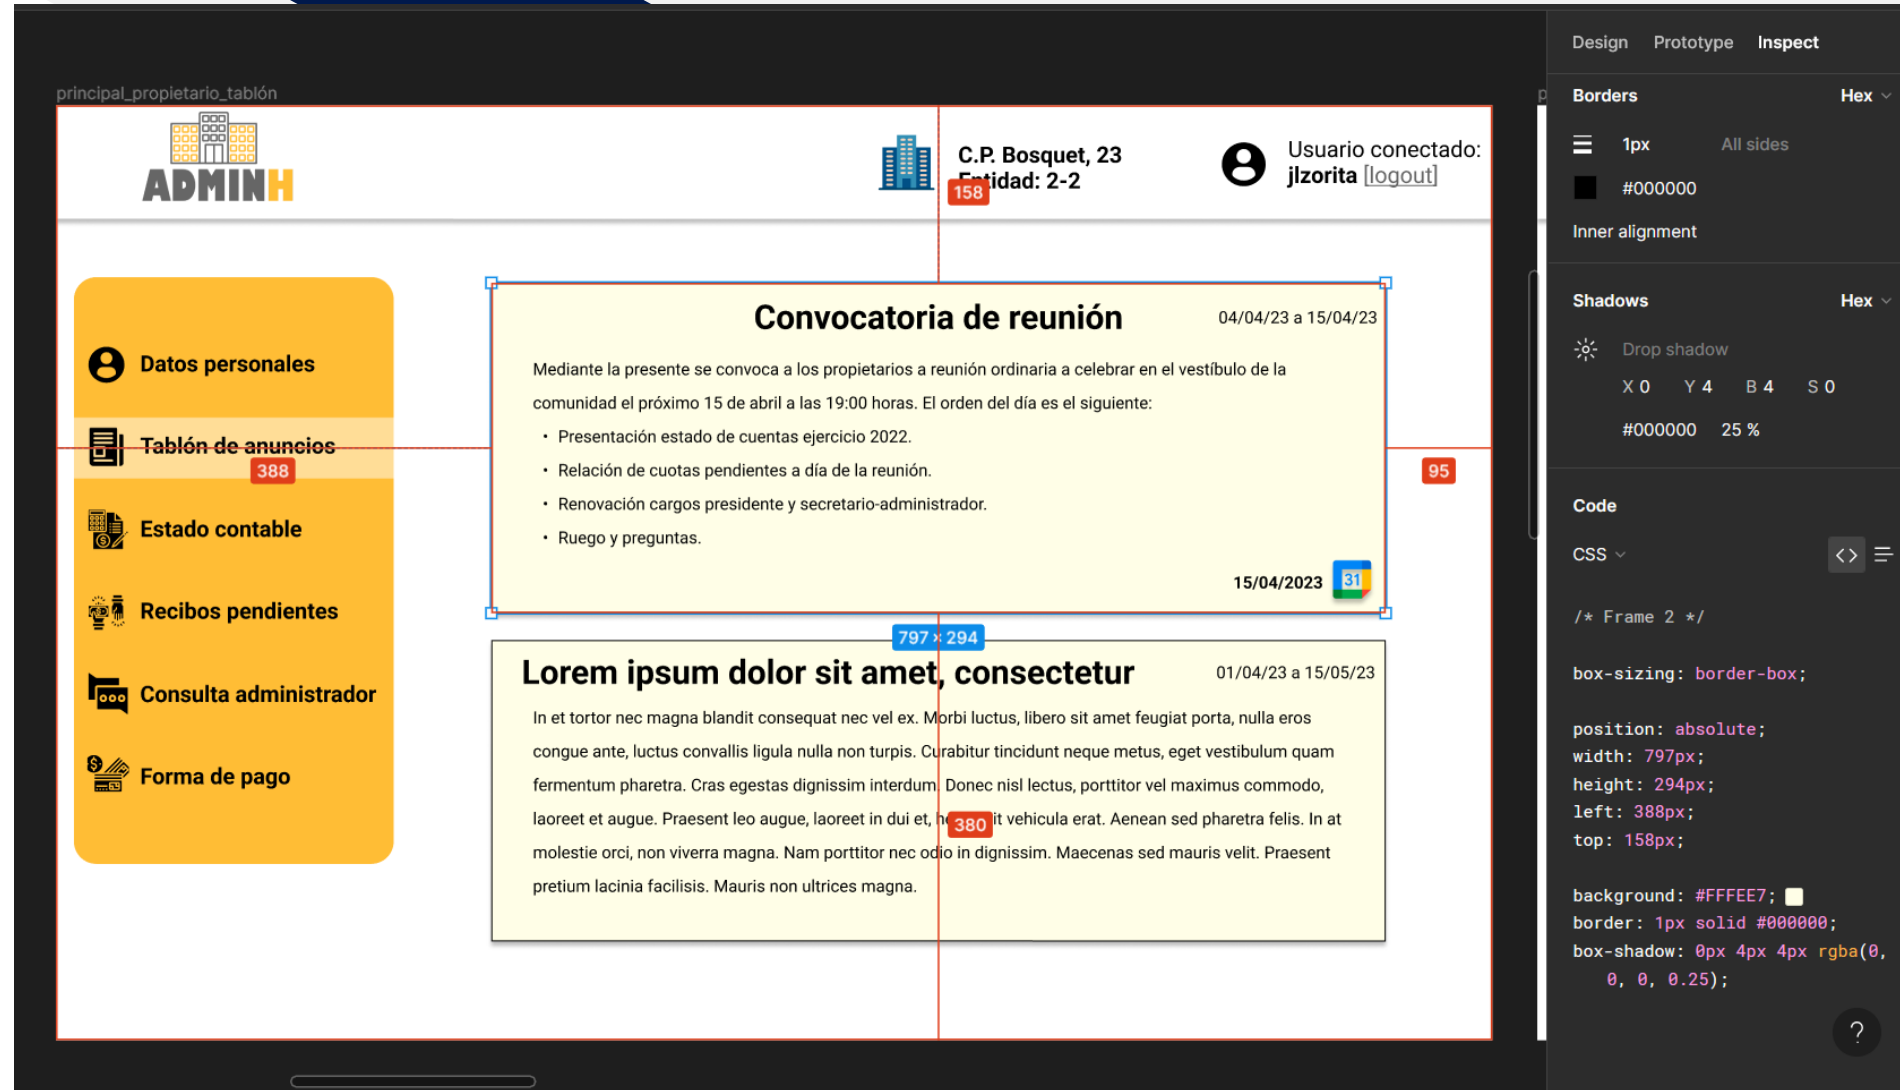 Design Prototype Inspect
principal_propietario_tablón
Borders Hex
1px All sides
#000000
Inner alignment
ADMINH
C.P. Bosquet, 23
Entidad: 2-2
158
Usuario conectado:
jlzorita [logout]
Datos personales
Tablón de anuncios
388
Estado contable
Recibos pendientes
Consulta administrador
Forma de pago
Convocatoria de reunión 04/04/23 a 15/04/23
Mediante la presente se convoca a los propietarios a reunión ordinaria a celebrar en el vestíbulo de la
comunidad el próximo 15 de abril a las 19:00 horas. El orden del día es el siguiente:
• Presentación estado de cuentas ejercicio 2022.
• Relación de cuotas pendientes a día de la reunión.
• Renovación cargos presidente y secretario-administrador.
• Ruego y preguntas.
15/04/2023 31
95
797 × 294
Lorem ipsum dolor sit amet, consectetur 01/04/23 a 15/05/23
In et tortor nec magna blandit consequat nec vel ex. Morbi luctus, libero sit amet feugiat porta, nulla eros
congue ante, luctus convallis ligula nulla non turpis. Curabitur tincidunt neque metus, eget vestibulum quam
fermentum pharetra. Cras egestas dignissim interdum. Donec nisl lectus, porttitor vel maximus commodo,
laoreet et augue. Praesent leo augue, laoreet in dui et, 380 vehicula erat. Aenean sed pharetra felis. In at
molestie orci, non viverra magna. Nam porttitor nec odio in dignissim. Maecenas sed mauris velit. Praesent
pretium lacinia facilisis. Mauris non ultrices magna.
Shadows Hex
Drop shadow
X 0 Y 4 B 4 S 0
#000000 25 %
Code
CSS
/* Frame 2 */
box-sizing: border-box;
position: absolute;
width: 797px;
height: 294px;
left: 388px;
top: 158px;
background: #FFFEE7;
border: 1px solid #000000;
box-shadow: 0px 4px 4px rgba(0,
0, 0, 0.25);
?